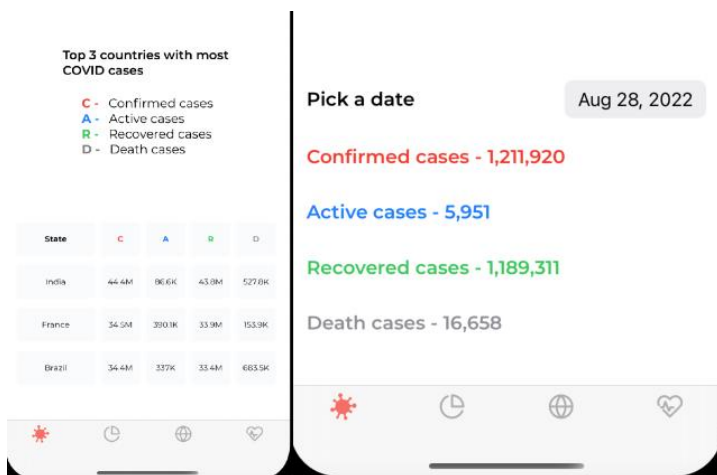 Top 3 countries with most
COVID cases
C - Confirmed cases
A - Active cases
R - Recovered cases
D - Death cases
State C A R D
India 44.4M 86.6K 43.8M 527.8K
France 34.5M 390.1K 33.9M 153.9K
Brazil 34.4M 337K 33.4M 683.5K
Pick a date Aug 28, 2022
Confirmed cases - 1,211,920
Active cases - 5,951
Recovered cases - 1,189,311
Death cases - 16,658